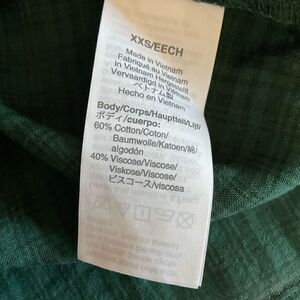 XXS/EECH
Made in Vietnam
Fabriqué au Vietnam
in Vietnam Hergestellt
Vervaardigd in Vietnam
ベトナム製
Hecho en Vietnam
Body/Corps/Hauptteil/Lijf/
ボディ/cuerpo:
60% Cotton/Coton/
Baumwolle/Katoen/綿/
algodón
40% Viscose/Viscose/
Viskose/Viscose/
ビスコース/viscosa